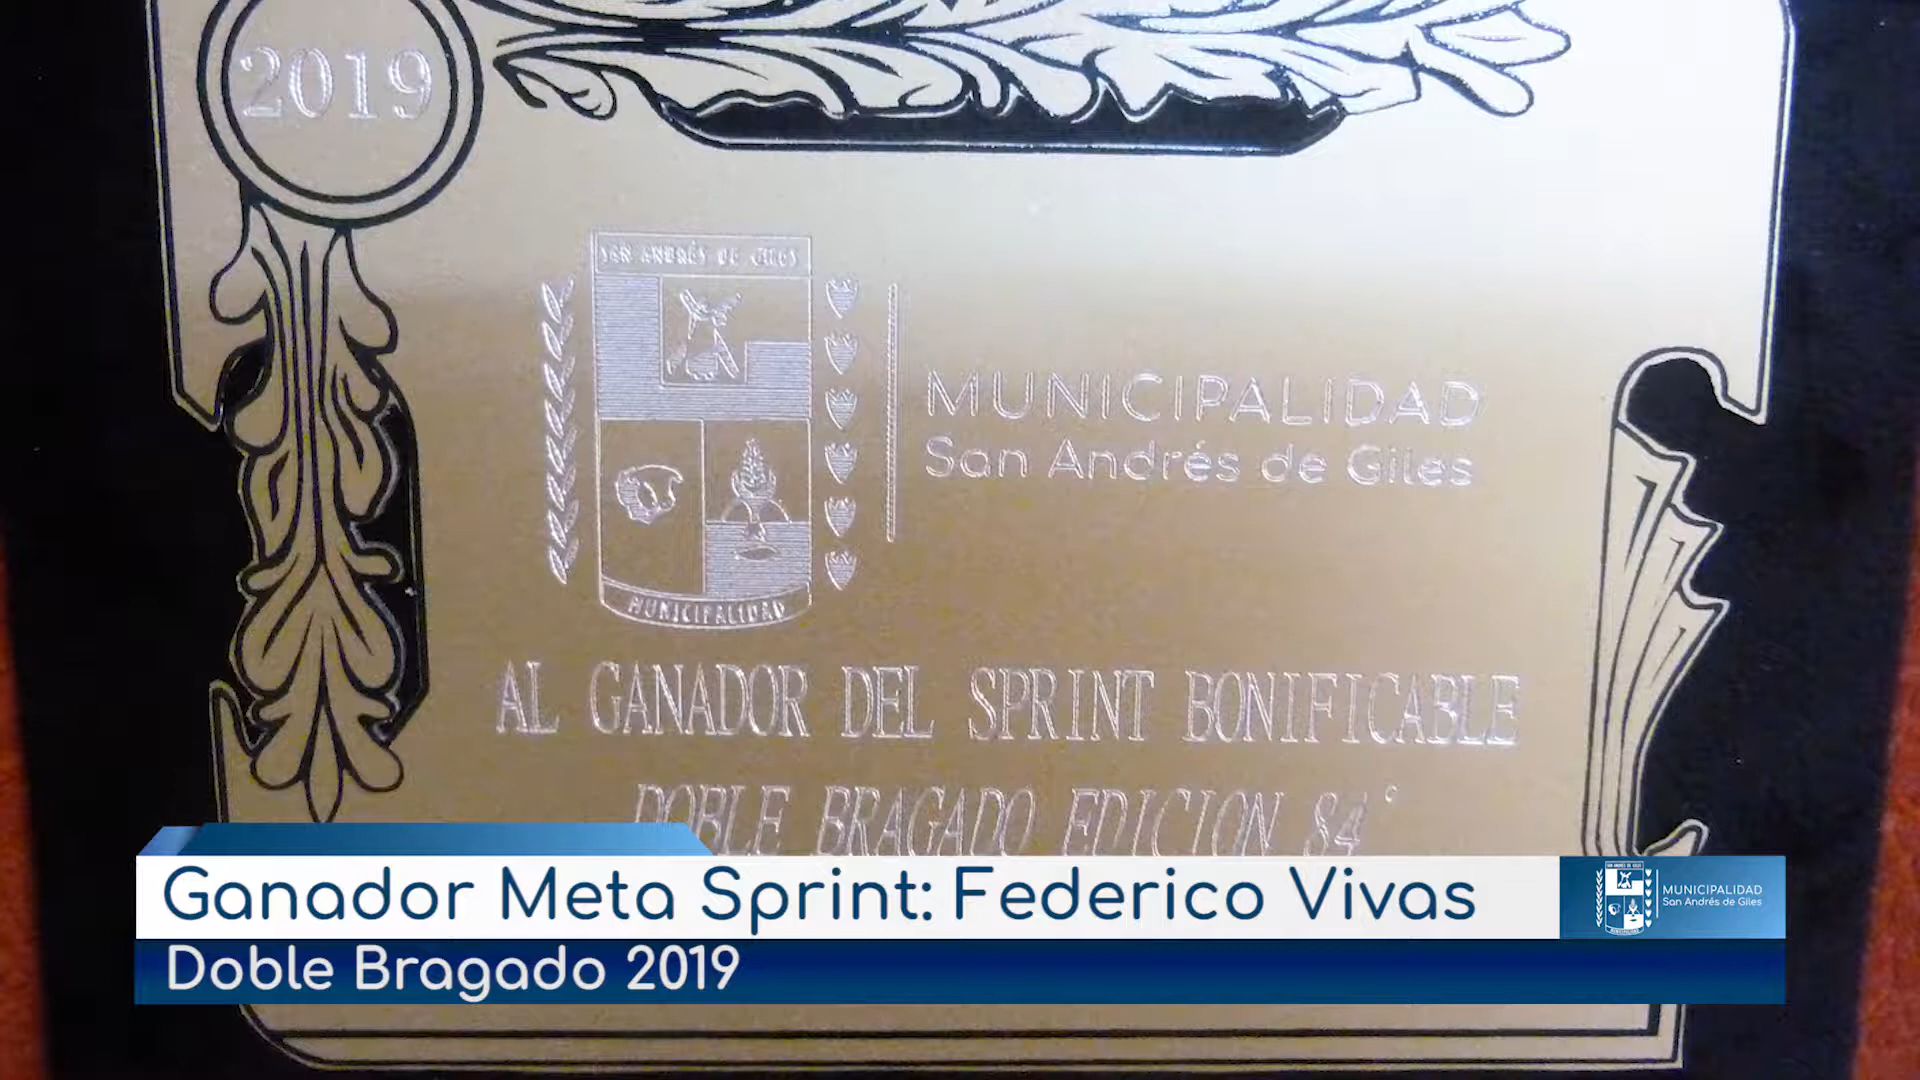 2019
SAN ANDRÉS DE GILES
MUNICIPALIDAD
San Andrés de Giles
MUNICIPALIDAD
AL GANADOR DEL SPRINT BONIFICABLE
DOBLE BRAGADO EDICION 84°
Ganador Meta Sprint: Federico Vivas
MUNICIPALIDAD
San Andrés de Giles
Doble Bragado 2019